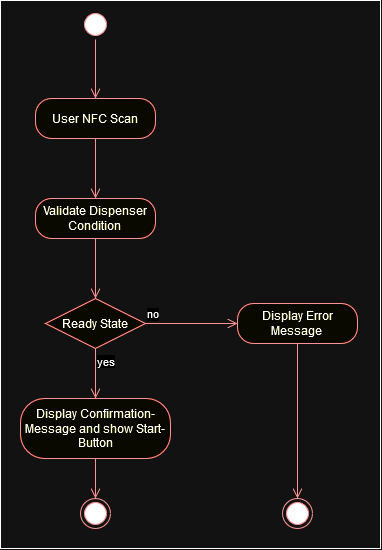 User NFC Scan
Validate Dispenser
Condition
Ready State
no
Display Error
Message
yes
Display Confirmation-
Message and show Start-
Button